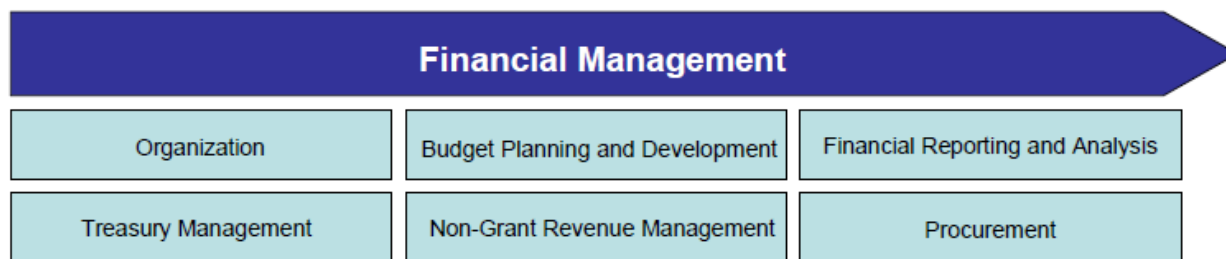 Financial Management
Organization
Budget Planning and Development
Financial Reporting and Analysis
Treasury Management
Non-Grant Revenue Management
Procurement